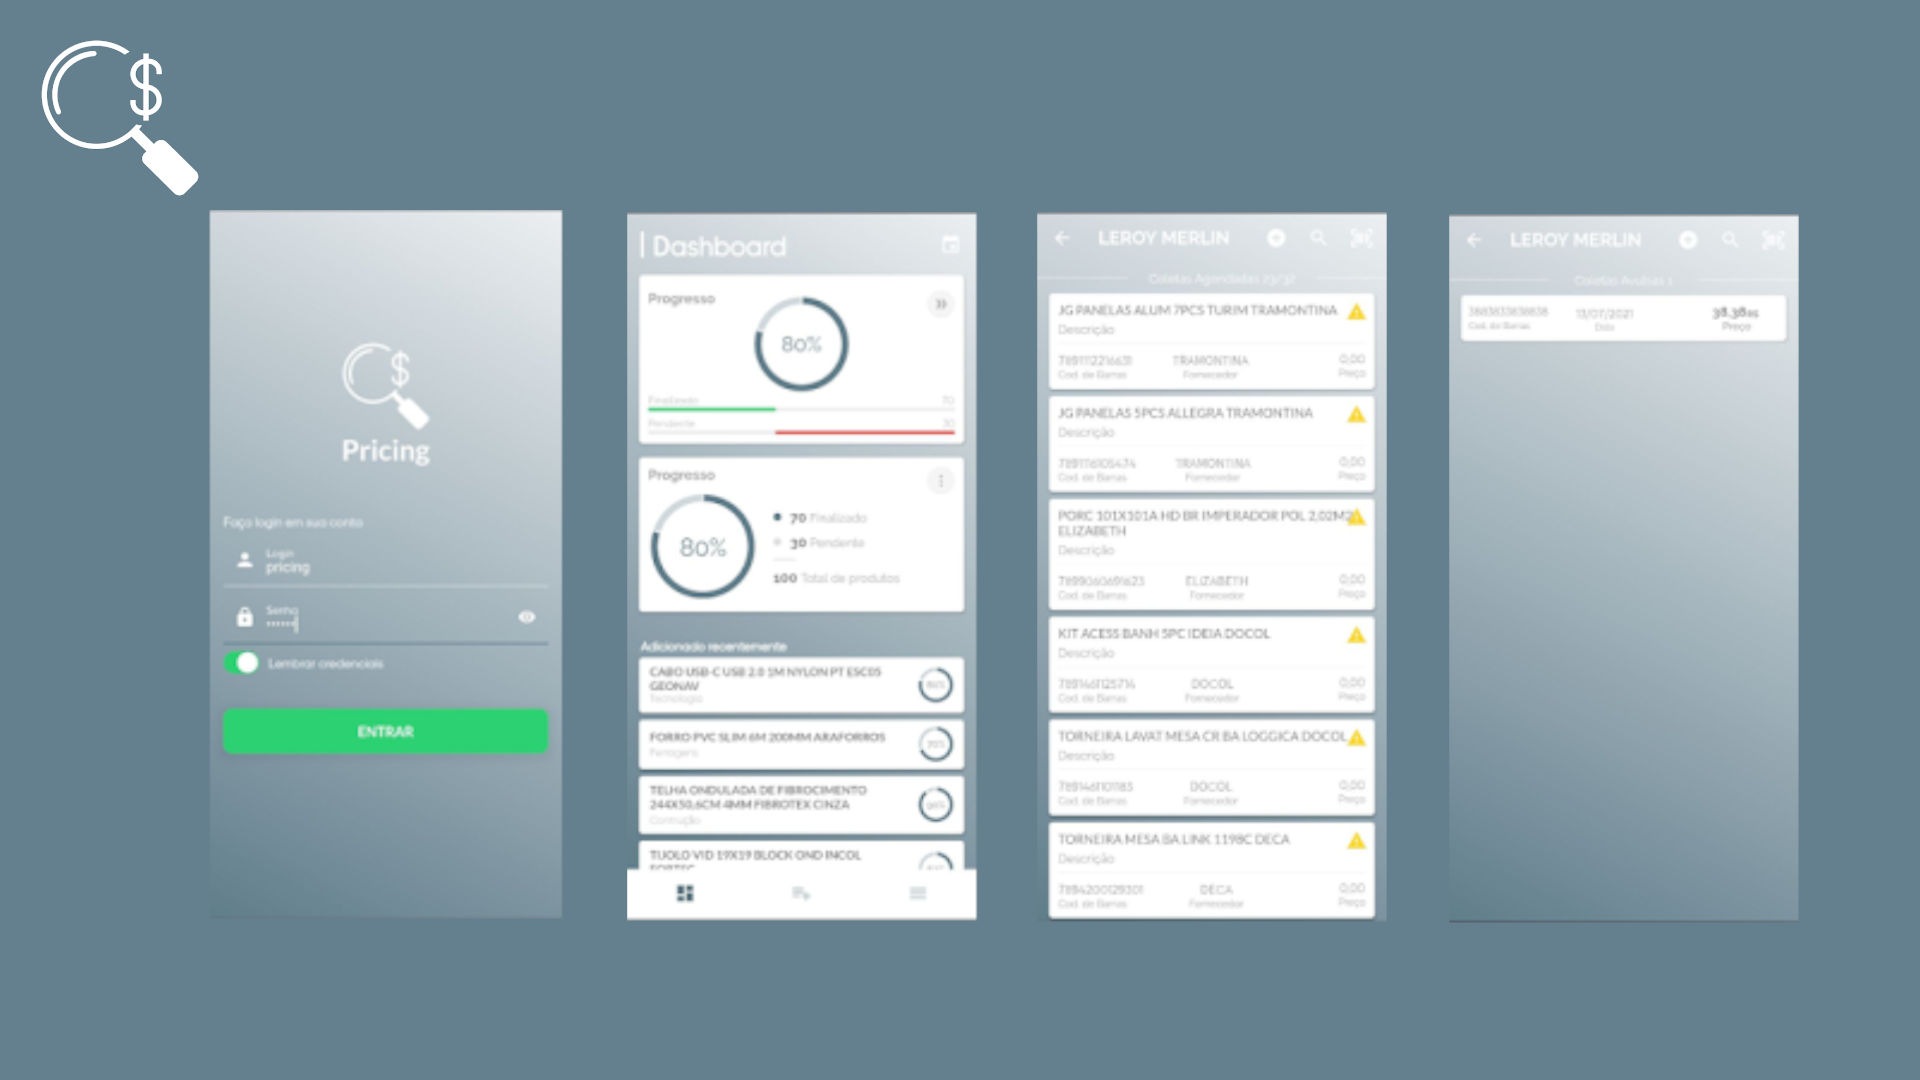 $
$
Pricing
Faça login em sua conta
Login
pricing
Senha
Lembrar credenciais
ENTRAR
Dashboard
Progresso
80%
Finalizado 70
Pendente 30
Progresso
80%
70 Finalizado
30 Pendente
100 Total de produtos
Adicionado recentemente
CABO USB-C USB 2.0 1M NYLON PT ESC05
GEONAV
Tecnologia
80%
FORRO PVC SLIM 6M 200MM ARAFORROS
Ferragens
70%
TELHA ONDULADA DE FIBROCIMENTO
244X50,6CM 4MM FIBROTEX CINZA
Contrução
90%
TIJOLO VID 19X19 BLOCK OND INCOL
LEROY MERLIN
Coletas Agendadas 23/32
JG PANELAS ALUM 7PCS TURIM TRAMONTINA
Descrição
TRAMONTINA 0,00
Cod. de Barras Fornecedor Preço
JG PANELAS 5PCS ALLEGRA TRAMONTINA
Descrição
7891116105474 TRAMONTINA 0,00
Cod. de Barras Fornecedor Preço
PORC 101X101A HD BR IMPERADOR POL 2,02M2
ELIZABETH
Descrição
7899060691623 ELIZABETH 0,00
Cod. de Barras Fornecedor Preço
KIT ACESS BANH 5PC IDEIA DOCOL
Descrição
7891461125714 DOCOL 0,00
Cod. de Barras Fornecedor Preço
TORNEIRA LAVAT MESA CR BA LOGGICA DOCOL
Descrição
7891461101183 DOCOL 0,00
Cod. de Barras Fornecedor Preço
TORNEIRA MESA BA LINK 1198C DECA
Descrição
7894200129301 DECA 0,00
Cod. de Barras Fornecedor Preço
LEROY MERLIN
Coletas Avulsas 1
13/07/2021
Cod. de Barras Data Preço